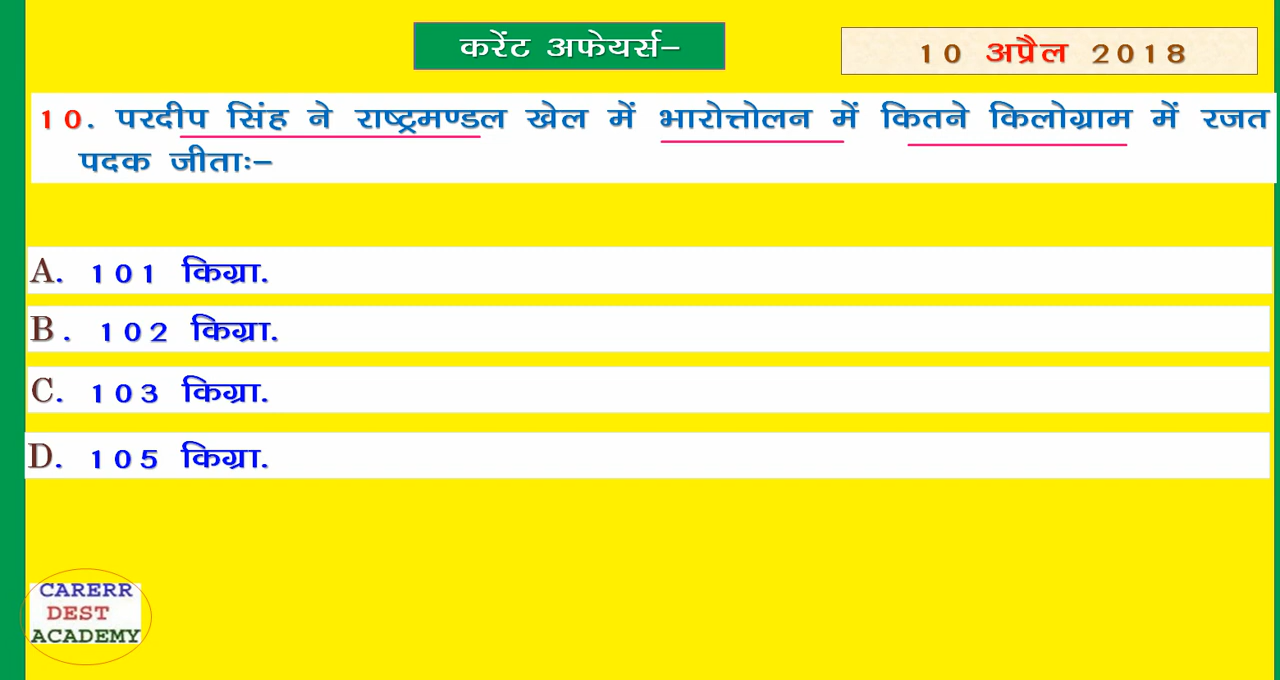 करेंट अफेयर्स–
10 अप्रैल 2018
10. परदीप सिंह ने राष्ट्रमण्डल खेल में भारोत्तोलन में कितने किलोग्राम में रजत
पदक जीताः–
A. 101 किग्रा.
B. 102 किग्रा.
C. 103 किग्रा.
D. 105 किग्रा.
CARERR
DEST
ACADEMY